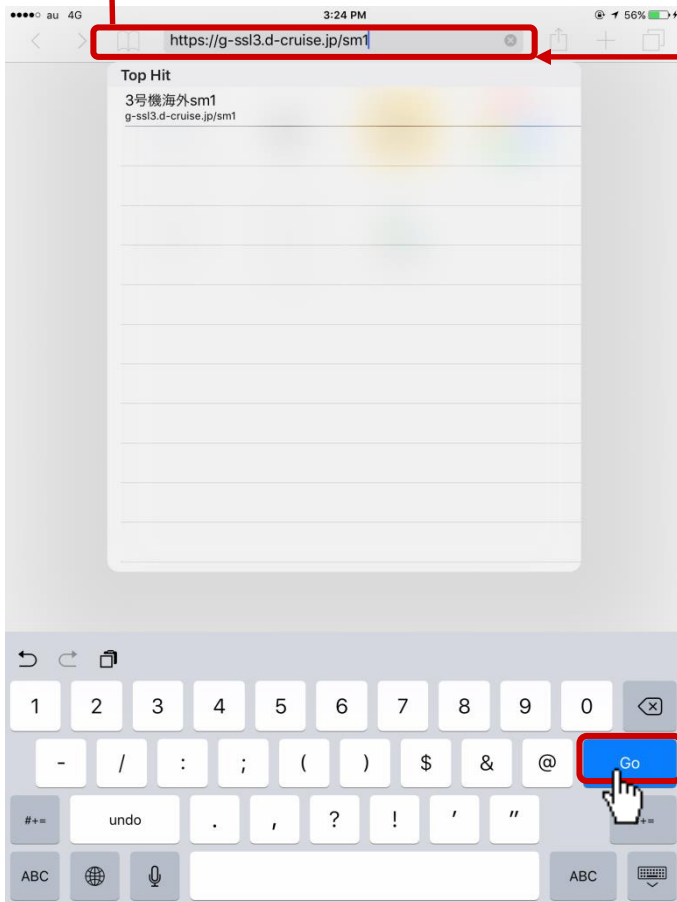 au 4G 3:24 PM 56%
https://g-ssl3.d-cruise.jp/sm1
Top Hit
3号機海外sm1
g-ssl3.d-cruise.jp/sm1
1 2 3 4 5 6 7 8 9 0
- / : ; ( ) $ & @ Go
#+= undo . , ? ! ' " +=
ABC ABC